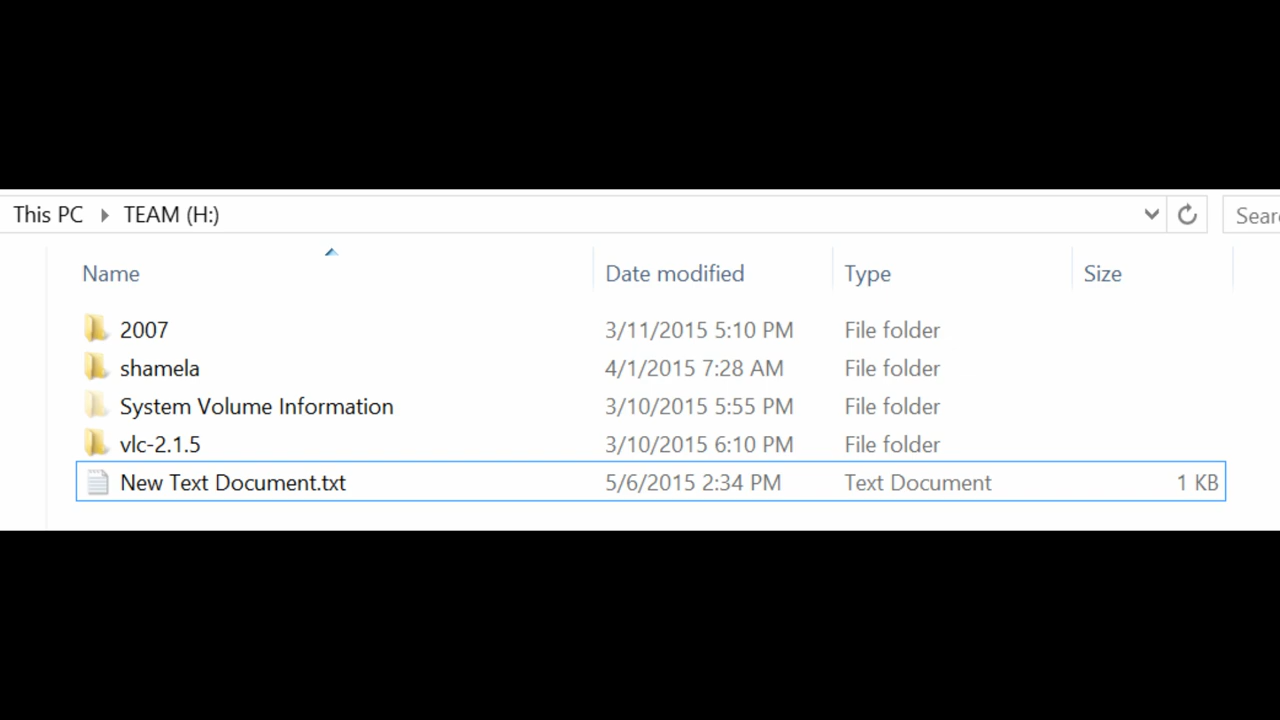 This PC TEAM (H:)
Name Date modified Type Size
2007 3/11/2015 5:10 PM File folder
shamela 4/1/2015 7:28 AM File folder
System Volume Information 3/10/2015 5:55 PM File folder
vlc-2.1.5 3/10/2015 6:10 PM File folder
New Text Document.txt 5/6/2015 2:34 PM Text Document 1 KB